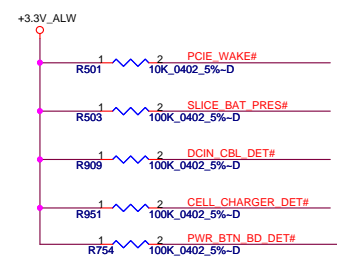 +3.3V_ALW
1 2 PCIE_WAKE#
R501 10K_0402_5%~D
1 2 SLICE_BAT_PRES#
R503 100K_0402_5%~D
1 2 DCIN_CBL_DET#
R909 100K_0402_5%~D
1 2 CELL_CHARGER_DET#
R951 100K_0402_5%~D
1 2 PWR_BTN_BD_DET#
R754 100K_0402_5%~D